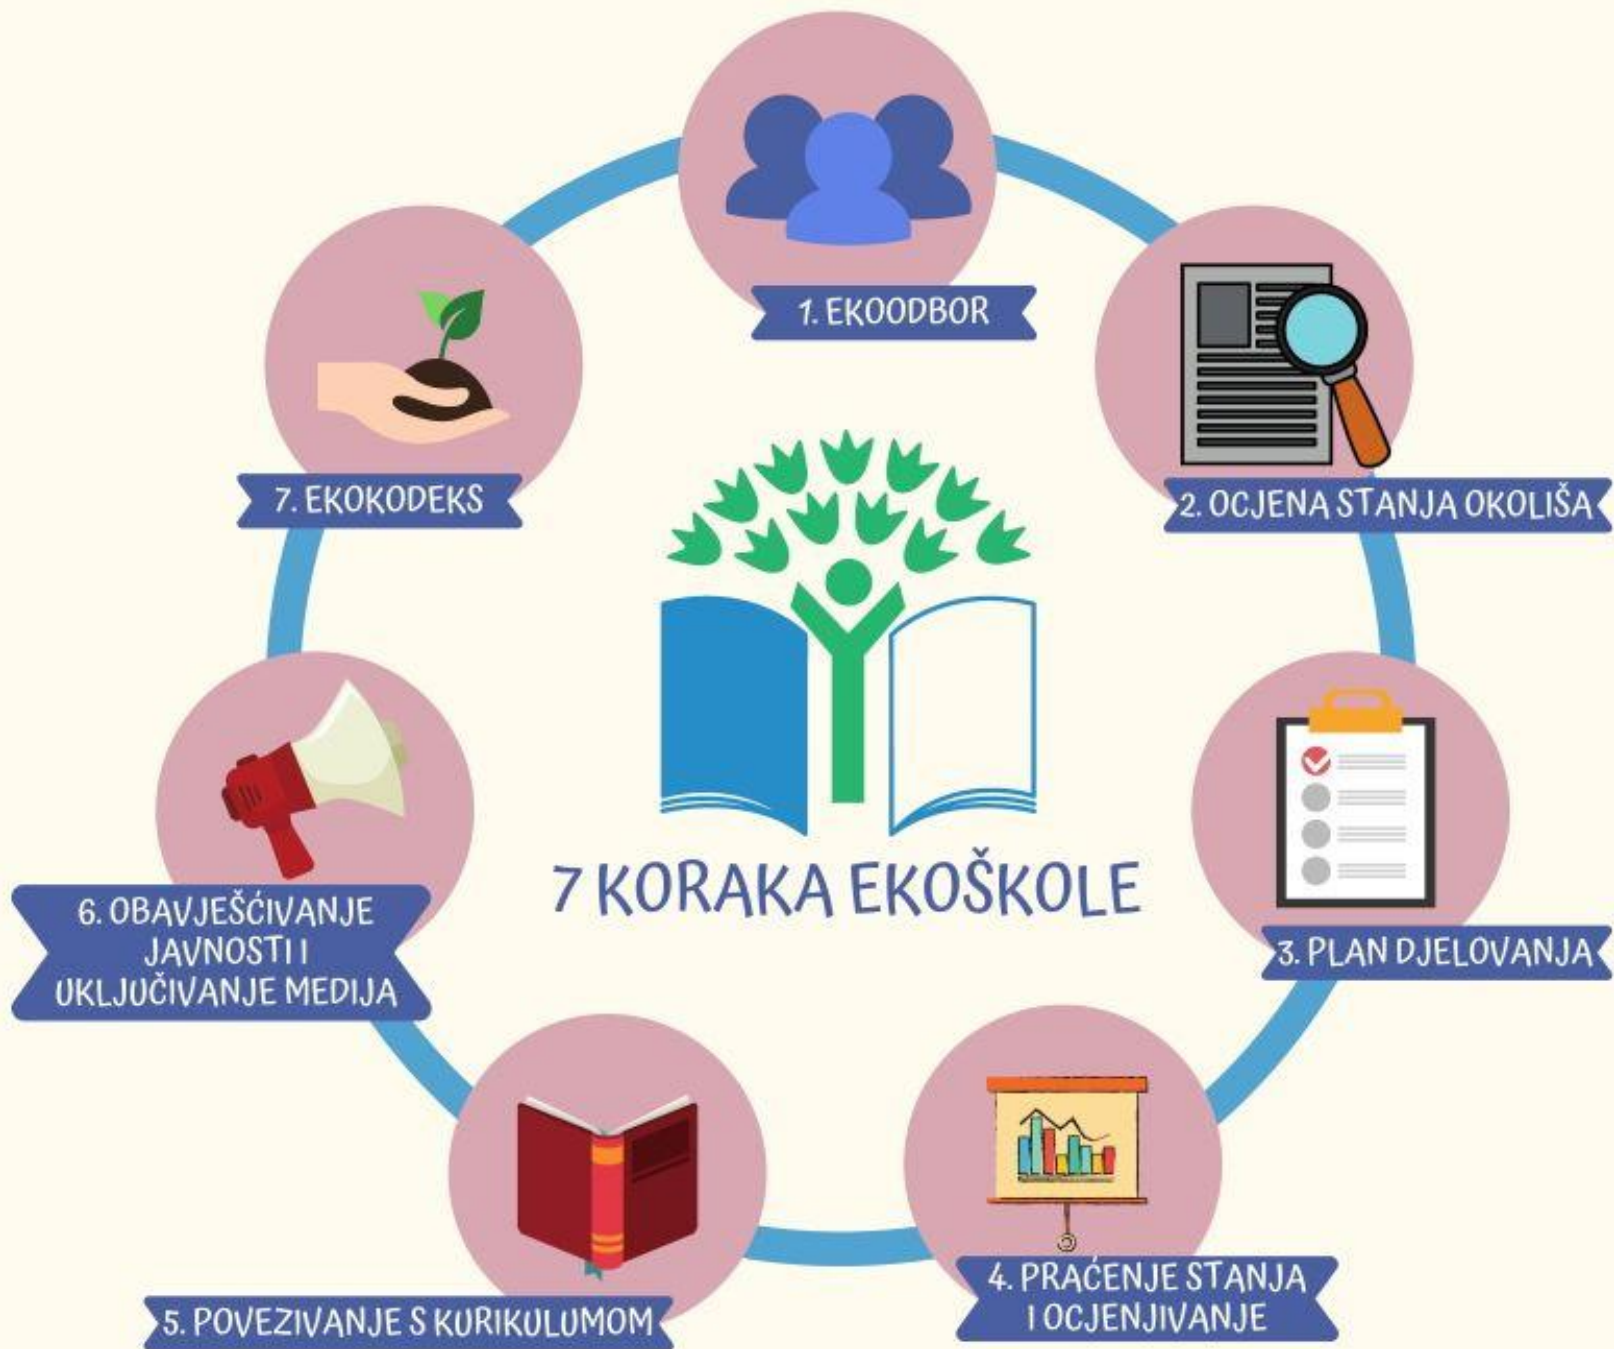 1. EKOODBOR
2. OCJENA STANJA OKOLIŠA
3. PLAN DJELOVANJA
4. PRAĆENJE STANJA
I OCJENJIVANJE
5. POVEZIVANJE S KURIKULUMOM
6. OBAVJEŠĆIVANJE
JAVNOSTI I
UKLJUČIVANJE MEDIJA
7. EKOKODEKS
7 KORAKA EKOŠKOLE